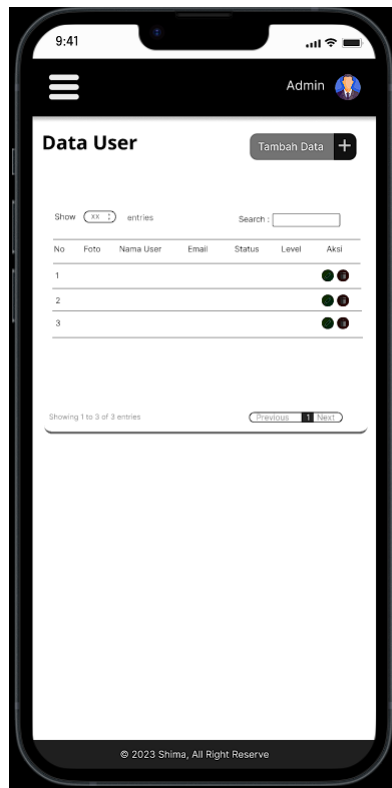 9:41
Admin
Data User
Tambah Data +
Show xx entries
Search :
No Foto Nama User Email Status Level Aksi
1
2
3
Showing 1 to 3 of 3 entries
Previous 1 Next
© 2023 Shima, All Right Reserve